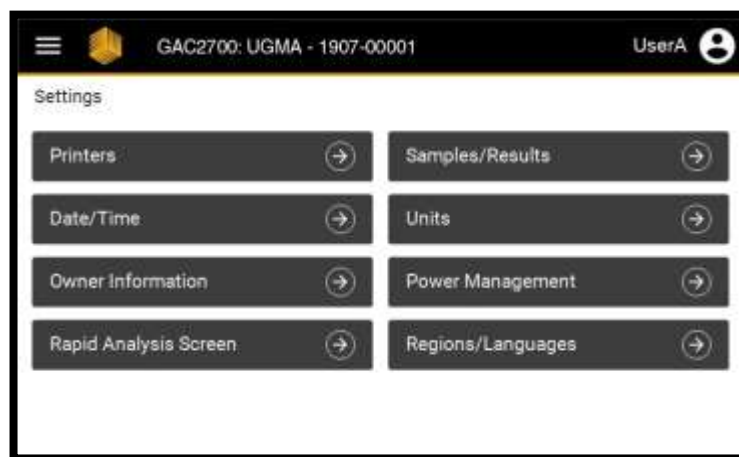 GAC2700: UGMA - 1907-00001 UserA
Settings
Printers Samples/Results
Date/Time Units
Owner Information Power Management
Rapid Analysis Screen Regions/Languages